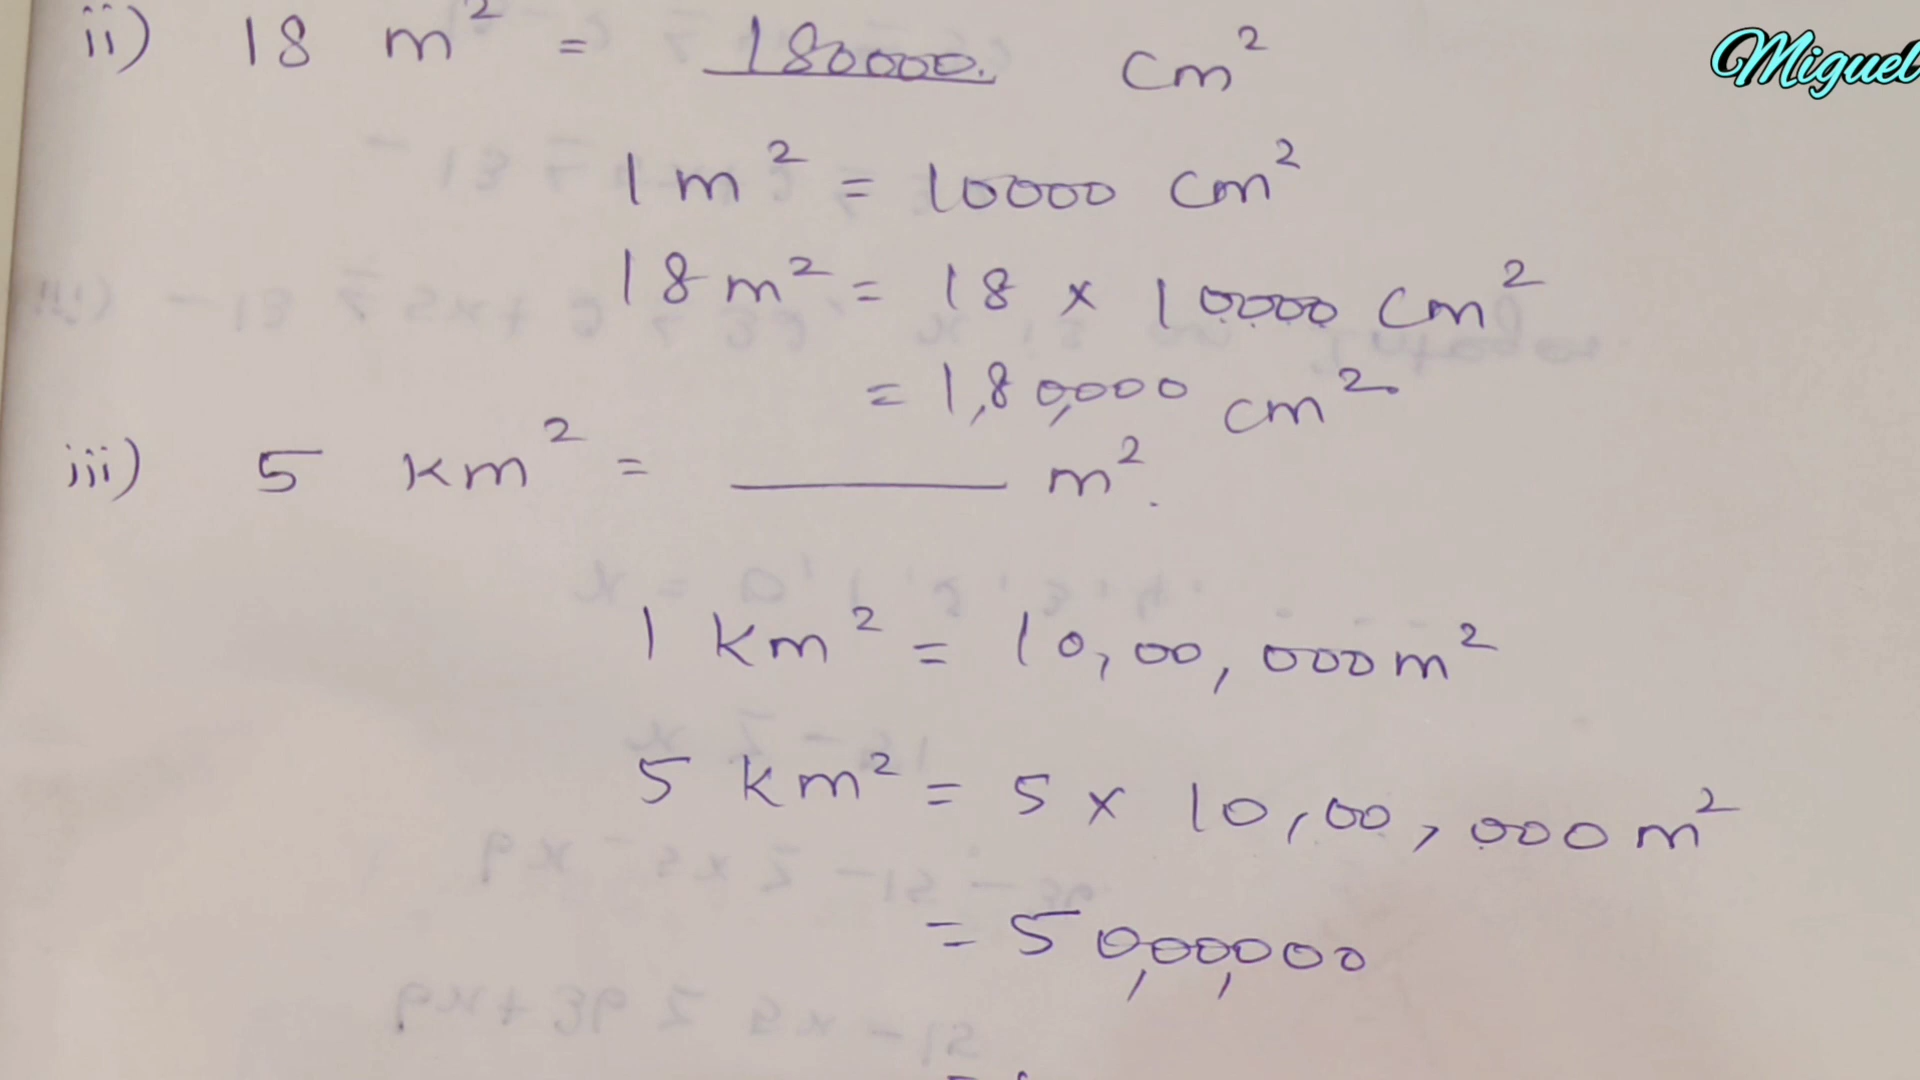 ii) 18 m² = 180000. cm²
Miguel
1 m² = 10000 cm²
18 m² = 18 × 10000 cm²
= 1,80,000 cm²
iii) 5 km² = ______ m².
1 km² = 10,00,000 m²
5 km² = 5 × 10,00,000 m²
= 50,00,000